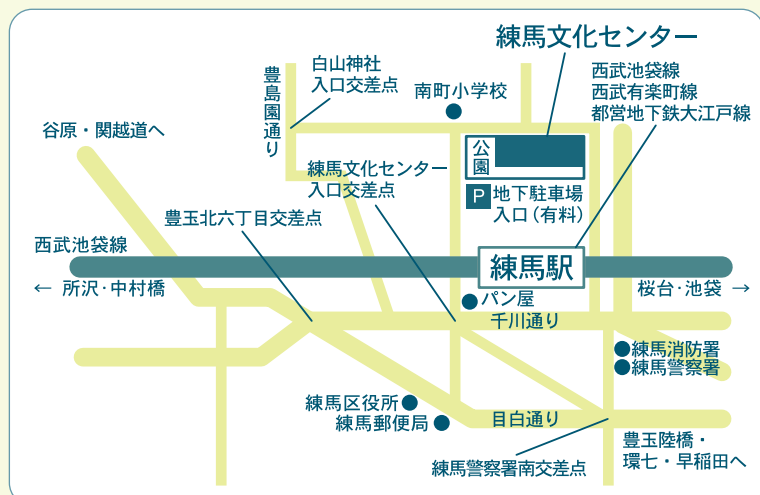 練馬文化センター
白山神社
入口交差点
豊島園通り
南町小学校
西武池袋線
西武有楽町線
都営地下鉄大江戸線
谷原・関越道へ
公園
練馬文化センター
入口交差点
P 地下駐車場
入口(有料)
豊玉北六丁目交差点
西武池袋線
練馬駅
← 所沢・中村橋
桜台・池袋 →
パン屋
千川通り
練馬消防署
練馬警察署
練馬区役所
練馬郵便局
目白通り
豊玉陸橋・
環七・早稲田へ
練馬警察署南交差点